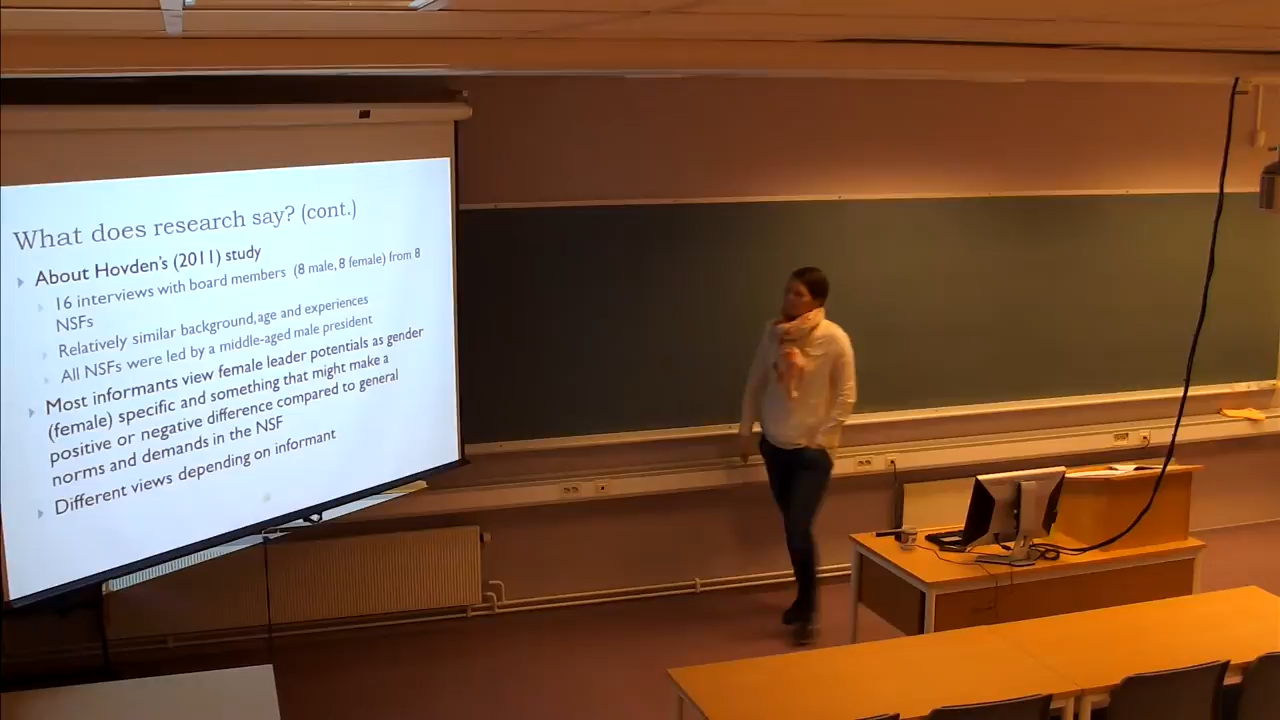 What does research say? (cont.)
About Hovden's (2011) study
16 interviews with board members (8 male, 8 female) from 8
NSFs
Relatively similar background, age and experiences
All NSFs were led by a middle-aged male president
Most informants view female leader potentials as gender
(female) specific and something that might make a
positive or negative difference compared to general
norms and demands in the NSF
Different views depending on informant